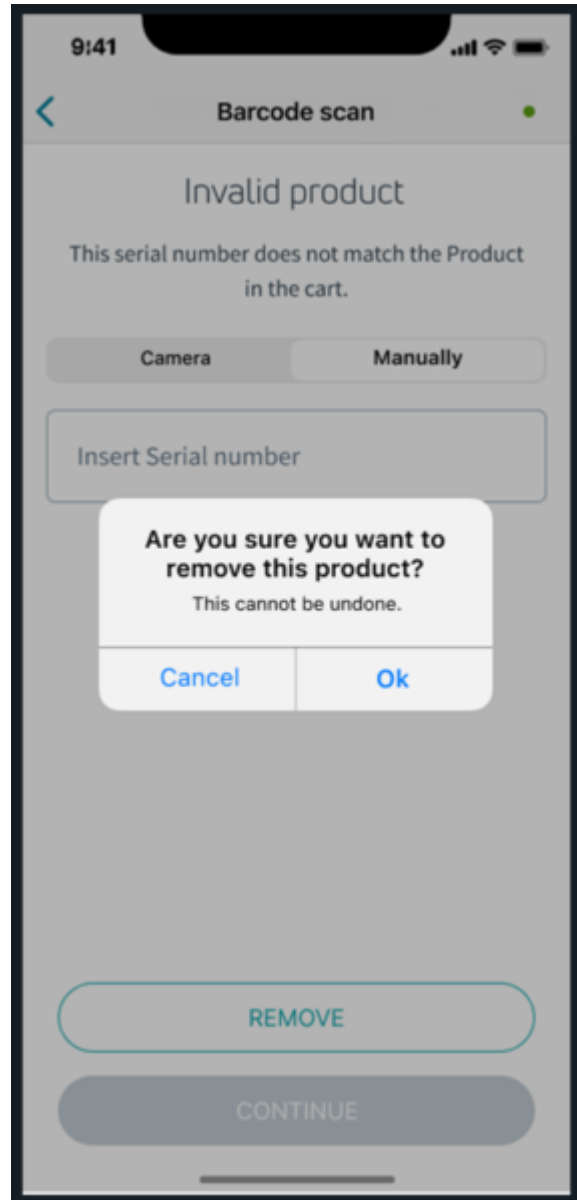 9:41
Barcode scan
Invalid product
This serial number does not match the Product
in the cart.
Camera Manually
Insert Serial number
Are you sure you want to
remove this product?
This cannot be undone.
Cancel Ok
REMOVE
CONTINUE